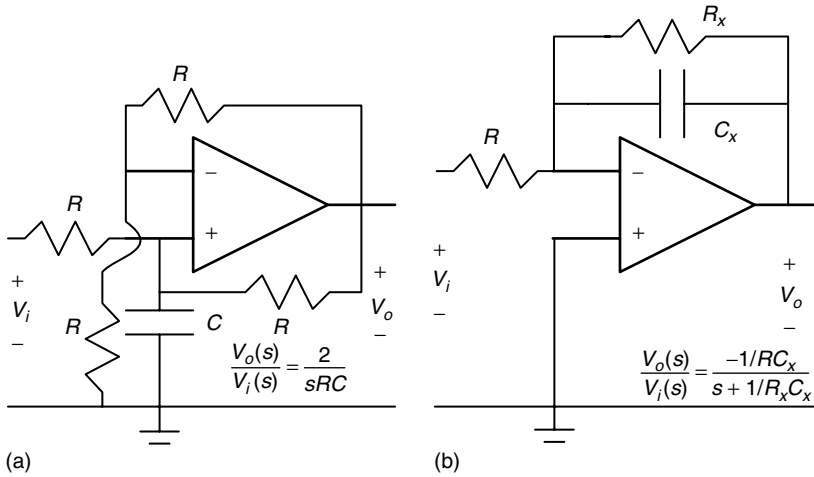 R
−
+
R
+
V_i
−
R
C
R
+
V_o
−
V_o(s)/V_i(s) = 2/sRC
(a)
R_x
C_x
R
−
+
+
V_i
−
+
V_o
−
V_o(s)/V_i(s) = −1/RC_x / s + 1/R_xC_x
(b)